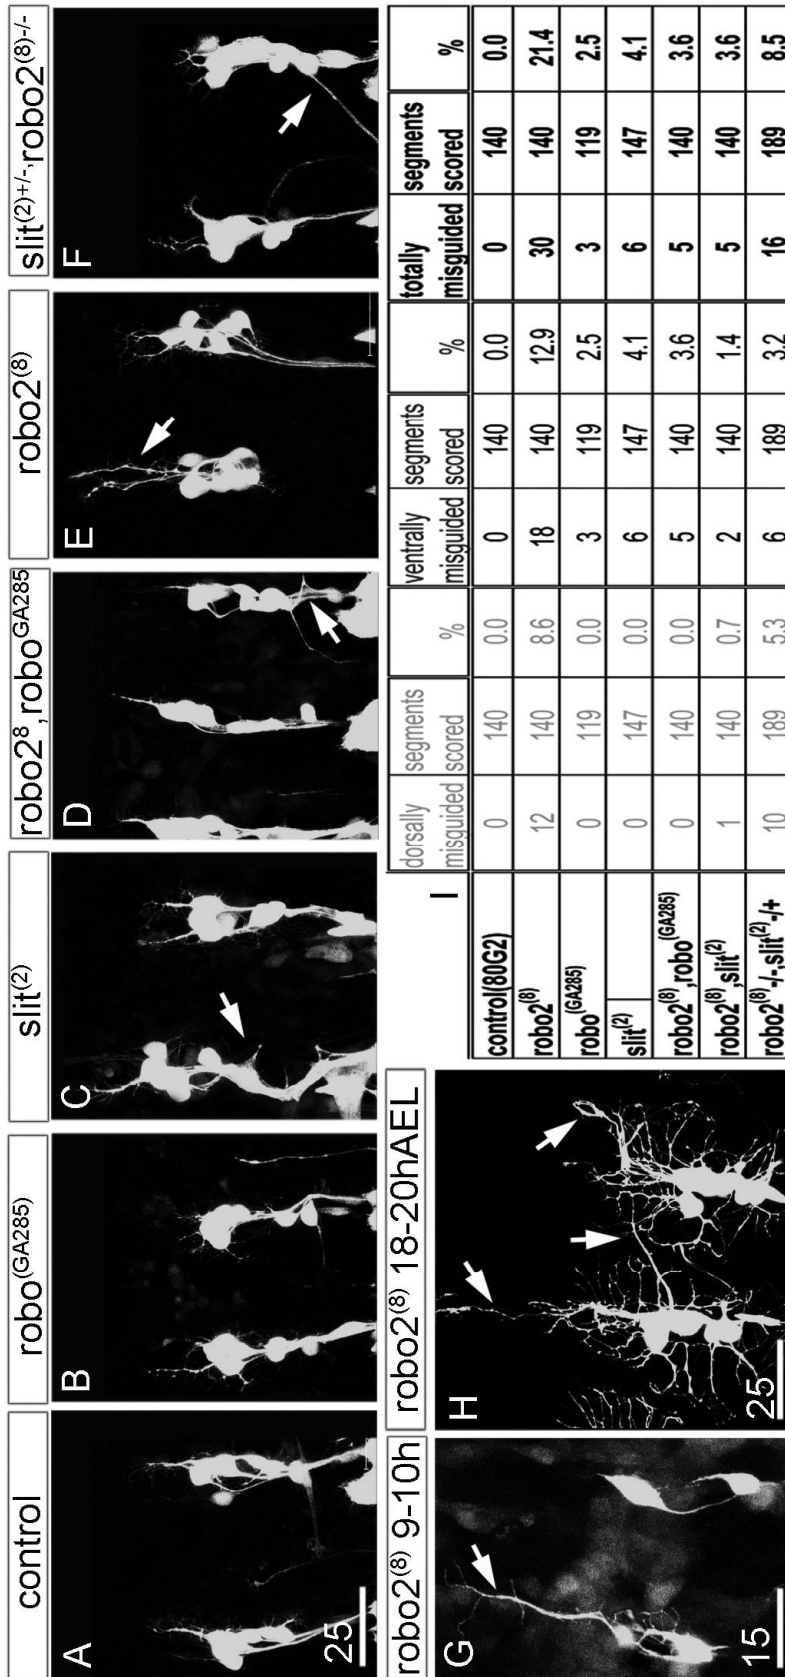 control
robo(GA285)
slit(2)
robo2⁸,roboGA285
robo2(8)
slit(2)+/-,robo2(8)-/-
A
25
B
C
D
E
F
robo2(8) 9-10h
robo2(8) 18-20hAEL
G
15
H
25
I
dorsally misguided segments scored % ventrally misguided segments scored % totally misguided segments scored %
control(80G2) 0 140 0.0 0 140 0.0 0 140 0.0
robo2(8) 12 140 8.6 18 140 12.9 30 140 21.4
robo(GA285) 0 119 0.0 3 119 2.5 3 119 2.5
slit(2) 0 147 0.0 6 147 4.1 6 147 4.1
robo2(8),robo(GA285) 0 140 0.0 5 140 3.6 5 140 3.6
robo2(8),slit(2) 1 140 0.7 2 140 1.4 5 140 3.6
robo2(8)-/-,slit(2)-/+ 10 189 5.3 6 189 3.2 16 189 8.5